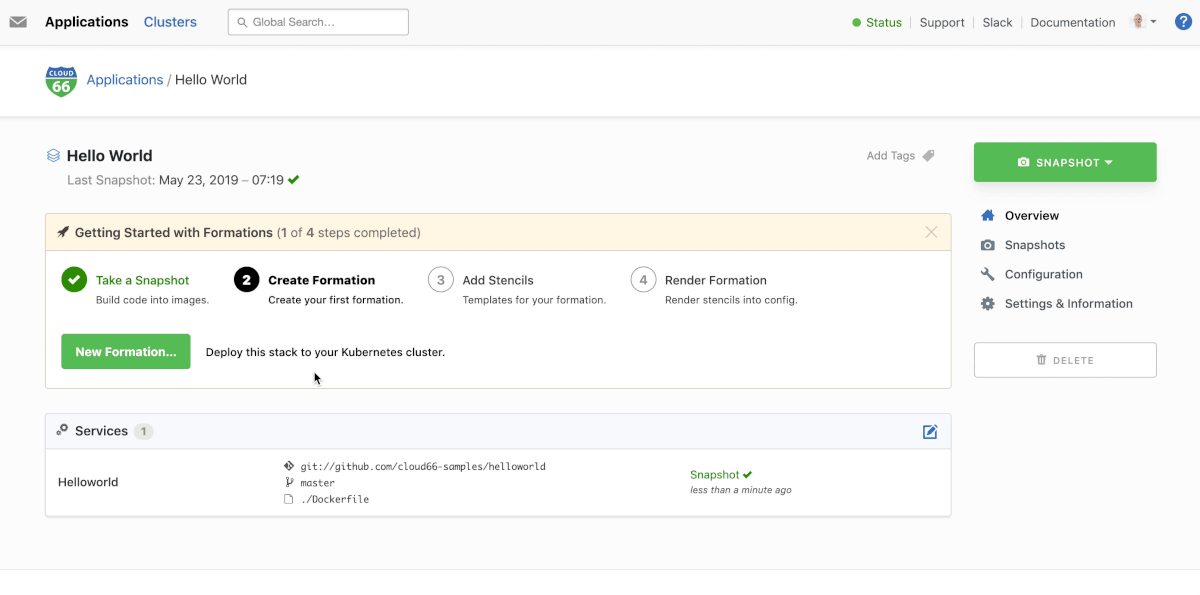 Applications Clusters Global Search... Status Support Slack Documentation ?
CLOUD 66
Applications / Hello World
Hello World Add Tags
Last Snapshot: May 23, 2019 – 07:19
SNAPSHOT
Overview
Snapshots
Configuration
Settings & Information
DELETE
Getting Started with Formations (1 of 4 steps completed)
Take a Snapshot
Build code into images.
2 Create Formation
Create your first formation.
3 Add Stencils
Templates for your formation.
4 Render Formation
Render stencils into config.
New Formation... Deploy this stack to your Kubernetes cluster.
Services 1
Helloworld
git://github.com/cloud66-samples/helloworld
master
./Dockerfile
Snapshot
less than a minute ago